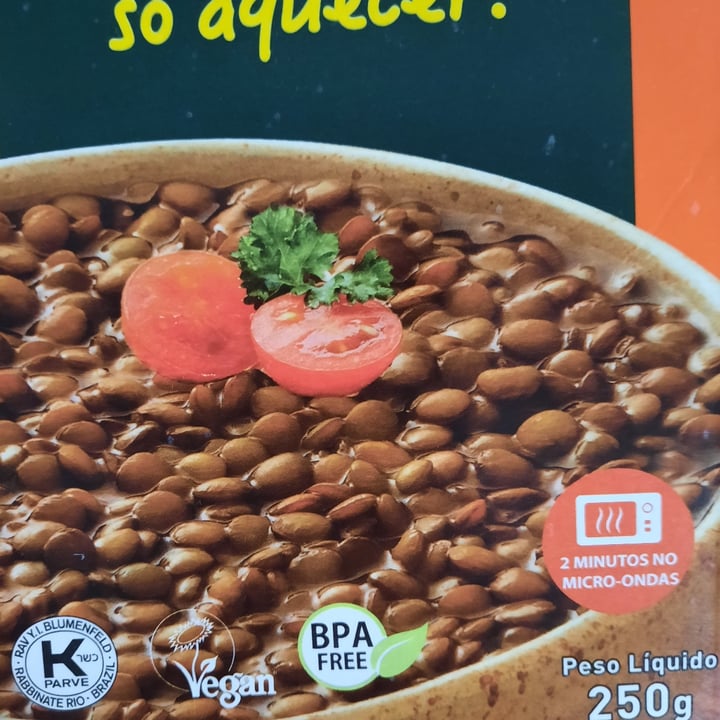 só aquecer!
2 MINUTOS NO
MICRO-ONDAS
RAV Y.I. BLUMENFELD
K כשר
PARVE
RABBINATE RIO · BRAZIL
Vegan
BPA
FREE
Peso Líquido
250g